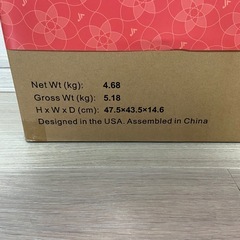 Net Wt (kg): 4.68
Gross Wt (kg): 5.18
H x W x D (cm): 47.5×43.5×14.6
Designed in the USA. Assembled in China